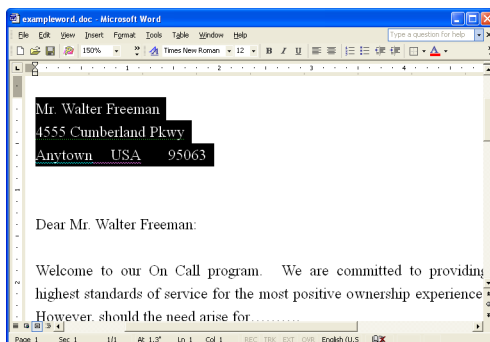 exampleword.doc - Microsoft Word
File Edit View Insert Format Tools Table Window Help Type a question for help
150% Times New Roman 12 B I U A
1 2 3 4
Mr. Walter Freeman
4555 Cumberland Pkwy
Anytown USA 95063
Dear Mr. Walter Freeman:
Welcome to our On Call program. We are committed to providing
highest standards of service for the most positive ownership experience
However, should the need arise for..........
Page 1 Sec 1 1/1 At 1.3" Ln 1 Col 1 REC TRK EXT OVR English (U.S